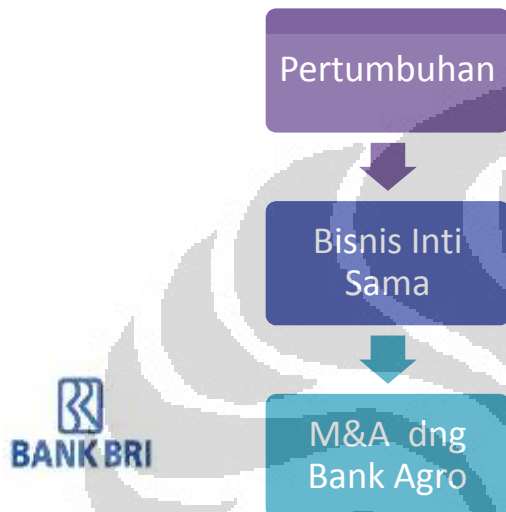 Pertumbuhan
Bisnis Inti
Sama
M&A dng
Bank Agro
BANK BRI